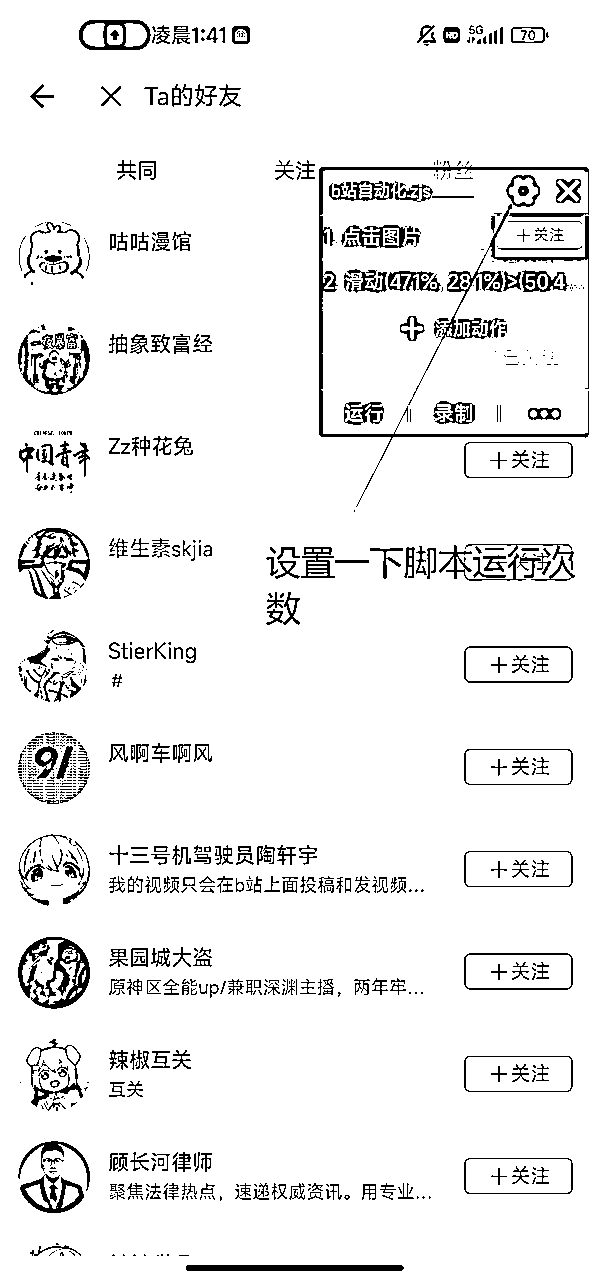 凌晨1:41
HD 5G 70
Ta的好友
共同 关注 粉丝
b站自动化.zjs
咕咕漫馆
1 点击图片 +关注
2 滑动(47.1%, 28.1%)>(50.4...
抽象致富经
+ 添加动作
运行 录制
Zz种花兔
中国青年
+关注
维生素skjia
设置一下脚本运行次
数
StierKing
#
+关注
91
风啊车啊风
+关注
十三号机驾驶员陶轩宇
我的视频只会在b站上面投稿和发视频...
+关注
果园城大盗
原神区全能up/兼职深渊主播，两年牢...
+关注
辣椒互关
互关
+关注
顾长河律师
聚焦法律热点，速递权威资讯。用专业...
+关注